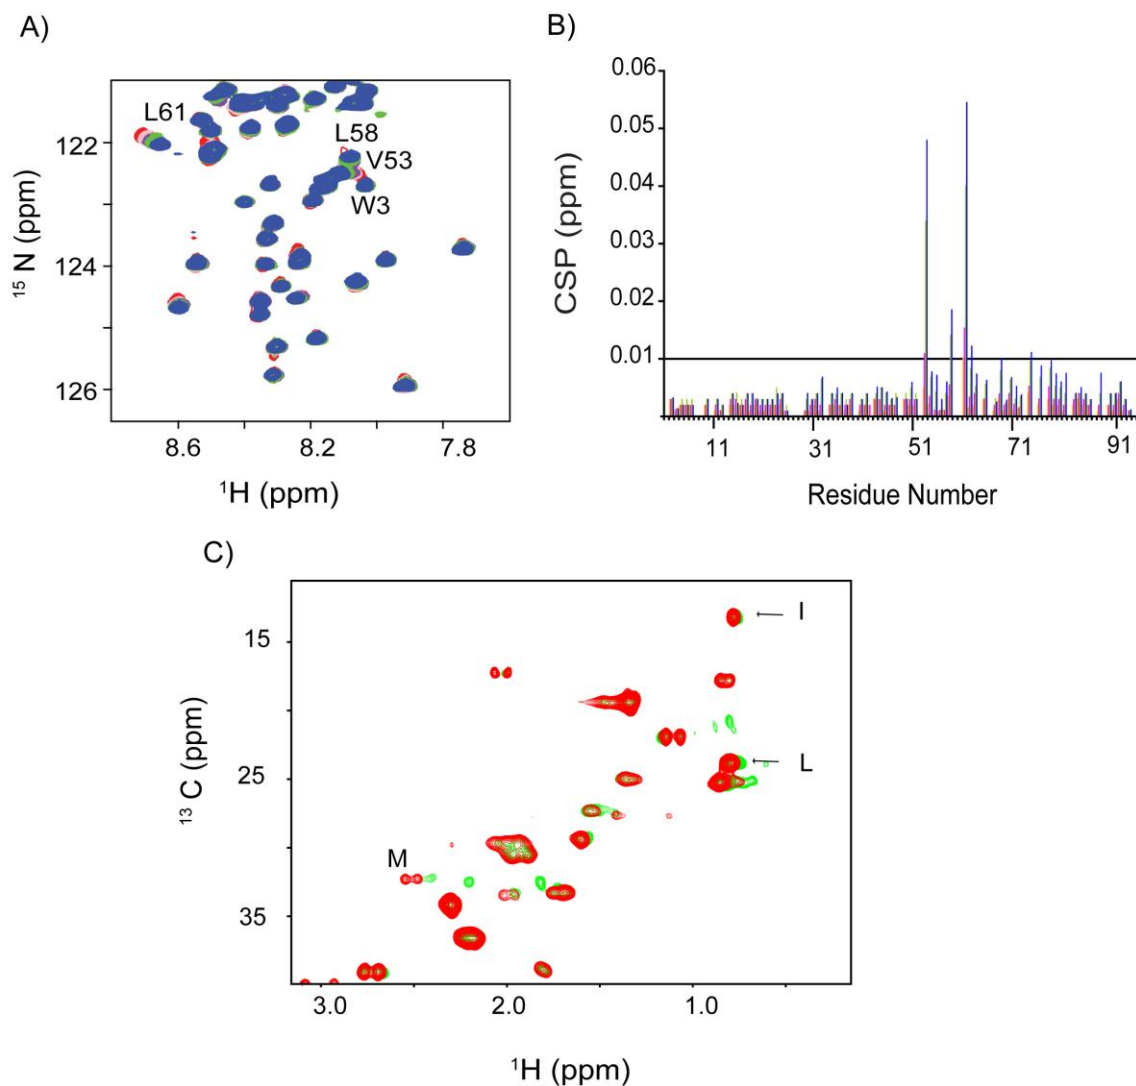 A)
L61
L58
V53
W3
122
124
126
8.6
8.2
7.8
15 N (ppm)
1H (ppm)
B)
0.06
0.05
0.04
0.03
0.02
0.01
CSP (ppm)
11
31
51
71
91
Residue Number
C)
I
L
M
15
25
35
13 C (ppm)
3.0
2.0
1.0
1H (ppm)